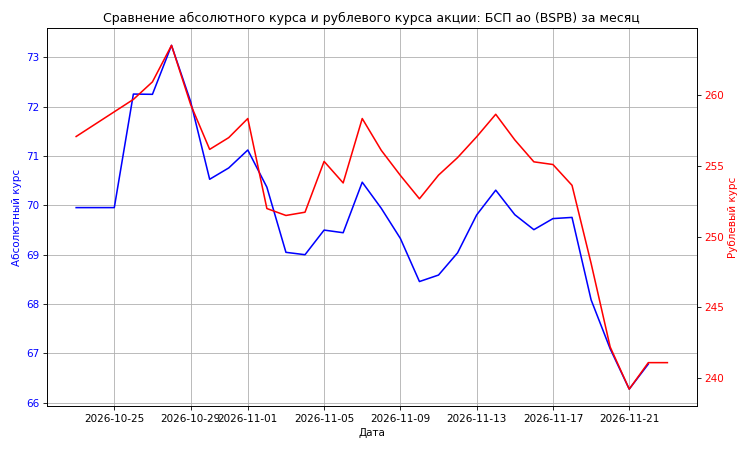 Сравнение абсолютного курса и рублевого курса акции: БСП ао (BSPB) за месяц
73
72
71
70
69
68
67
66
Абсолютный курс
260
255
250
245
240
Рублевый курс
2026-10-25 2026-10-29 2026-11-01 2026-11-05 2026-11-09 2026-11-13 2026-11-17 2026-11-21
Дата